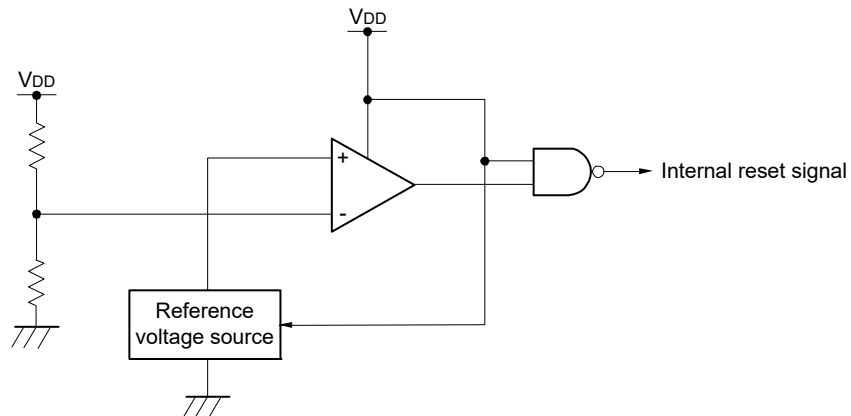 VDD
VDD
+
-
Internal reset signal
Reference
voltage source